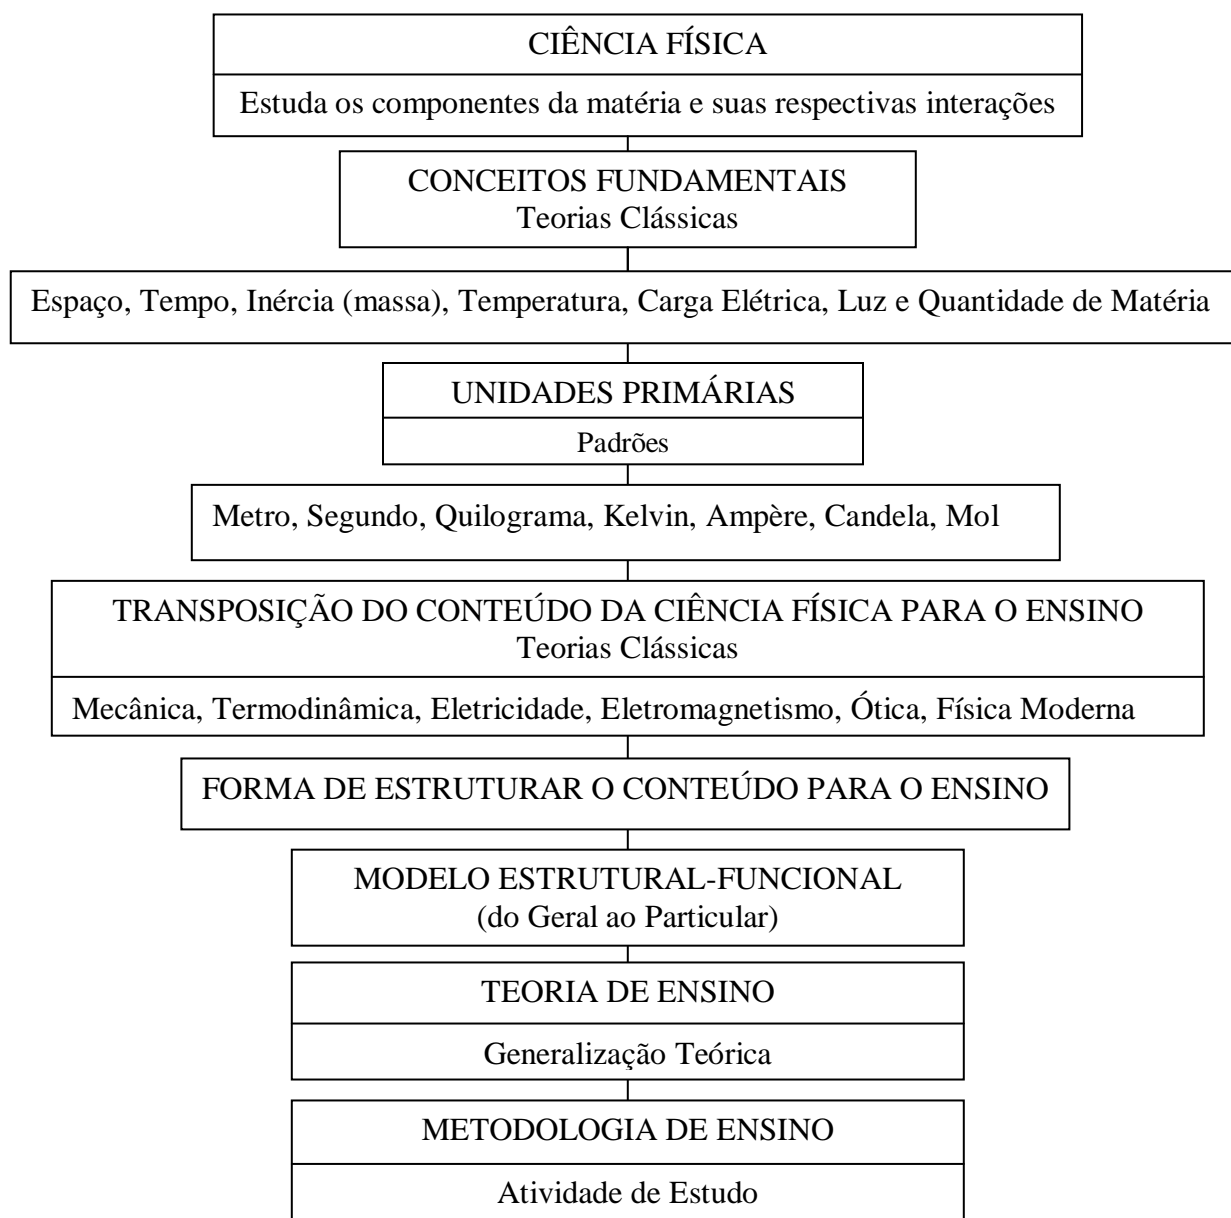 CIÊNCIA FÍSICA
Estuda os componentes da matéria e suas respectivas interações
CONCEITOS FUNDAMENTAIS
Teorias Clássicas
Espaço, Tempo, Inércia (massa), Temperatura, Carga Elétrica, Luz e Quantidade de Matéria
UNIDADES PRIMÁRIAS
Padrões
Metro, Segundo, Quilograma, Kelvin, Ampère, Candela, Mol
TRANSPOSIÇÃO DO CONTEÚDO DA CIÊNCIA FÍSICA PARA O ENSINO
Teorias Clássicas
Mecânica, Termodinâmica, Eletricidade, Eletromagnetismo, Ótica, Física Moderna
FORMA DE ESTRUTURAR O CONTEÚDO PARA O ENSINO
MODELO ESTRUTURAL-FUNCIONAL
(do Geral ao Particular)
TEORIA DE ENSINO
Generalização Teórica
METODOLOGIA DE ENSINO
Atividade de Estudo